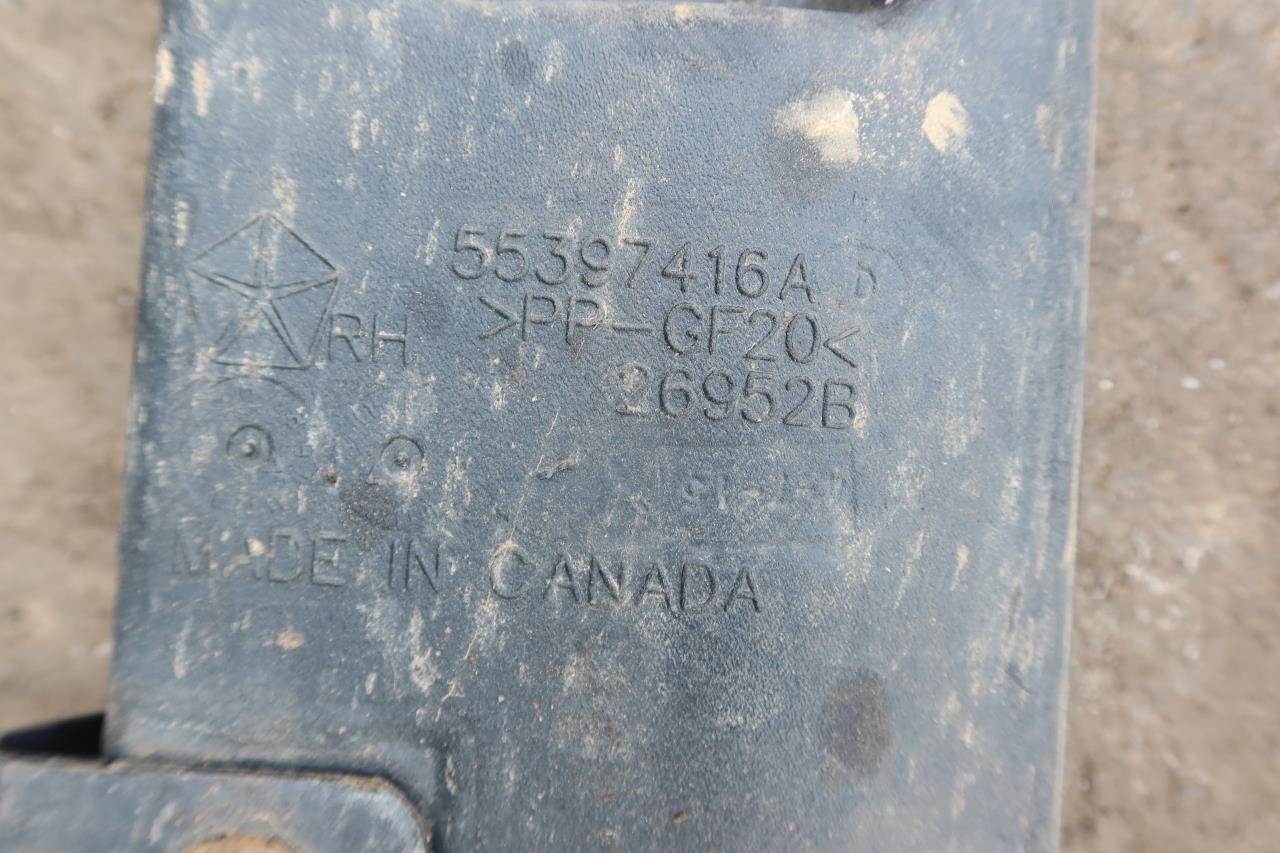 55397416A D
RH >PP-GF20<
26952B
MADE IN CANADA